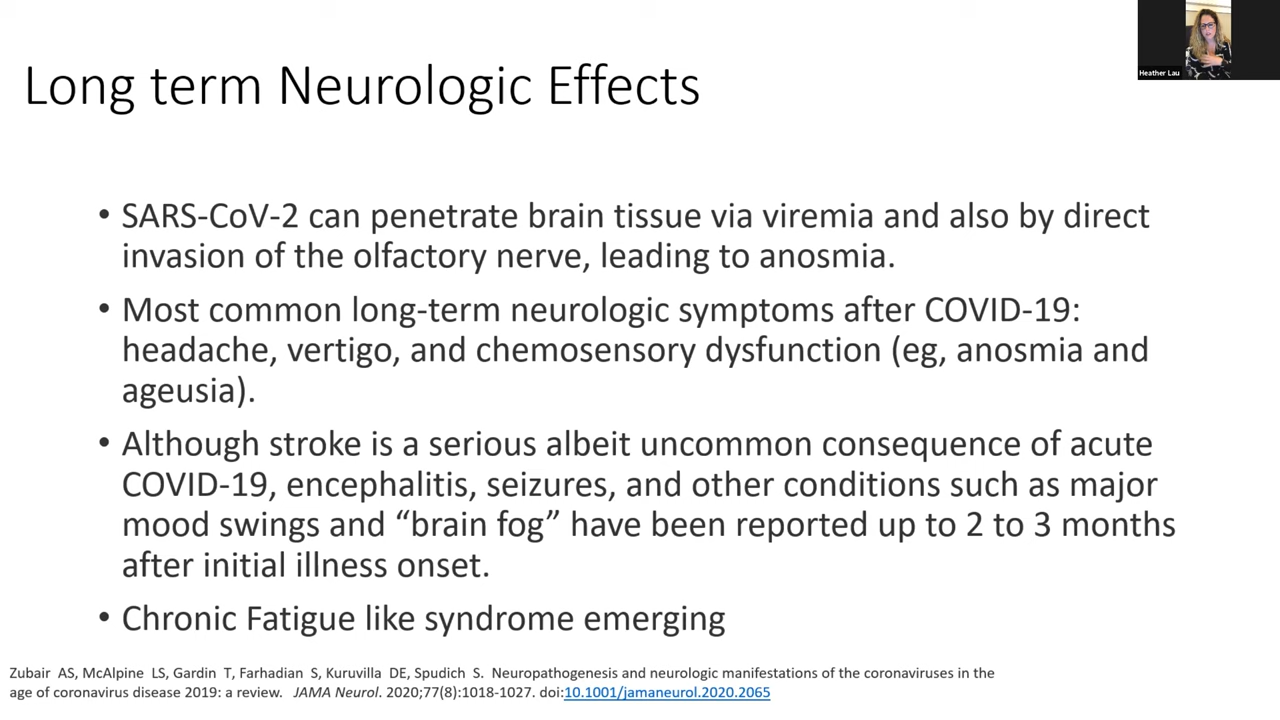 Heather Lau
Long term Neurologic Effects
• SARS-CoV-2 can penetrate brain tissue via viremia and also by direct
invasion of the olfactory nerve, leading to anosmia.
• Most common long-term neurologic symptoms after COVID-19:
headache, vertigo, and chemosensory dysfunction (eg, anosmia and
ageusia).
• Although stroke is a serious albeit uncommon consequence of acute
COVID-19, encephalitis, seizures, and other conditions such as major
mood swings and “brain fog” have been reported up to 2 to 3 months
after initial illness onset.
• Chronic Fatigue like syndrome emerging
Zubair AS, McAlpine LS, Gardin T, Farhadian S, Kuruvilla DE, Spudich S. Neuropathogenesis and neurologic manifestations of the coronaviruses in the
age of coronavirus disease 2019: a review. JAMA Neurol. 2020;77(8):1018-1027. doi:10.1001/jamaneurol.2020.2065